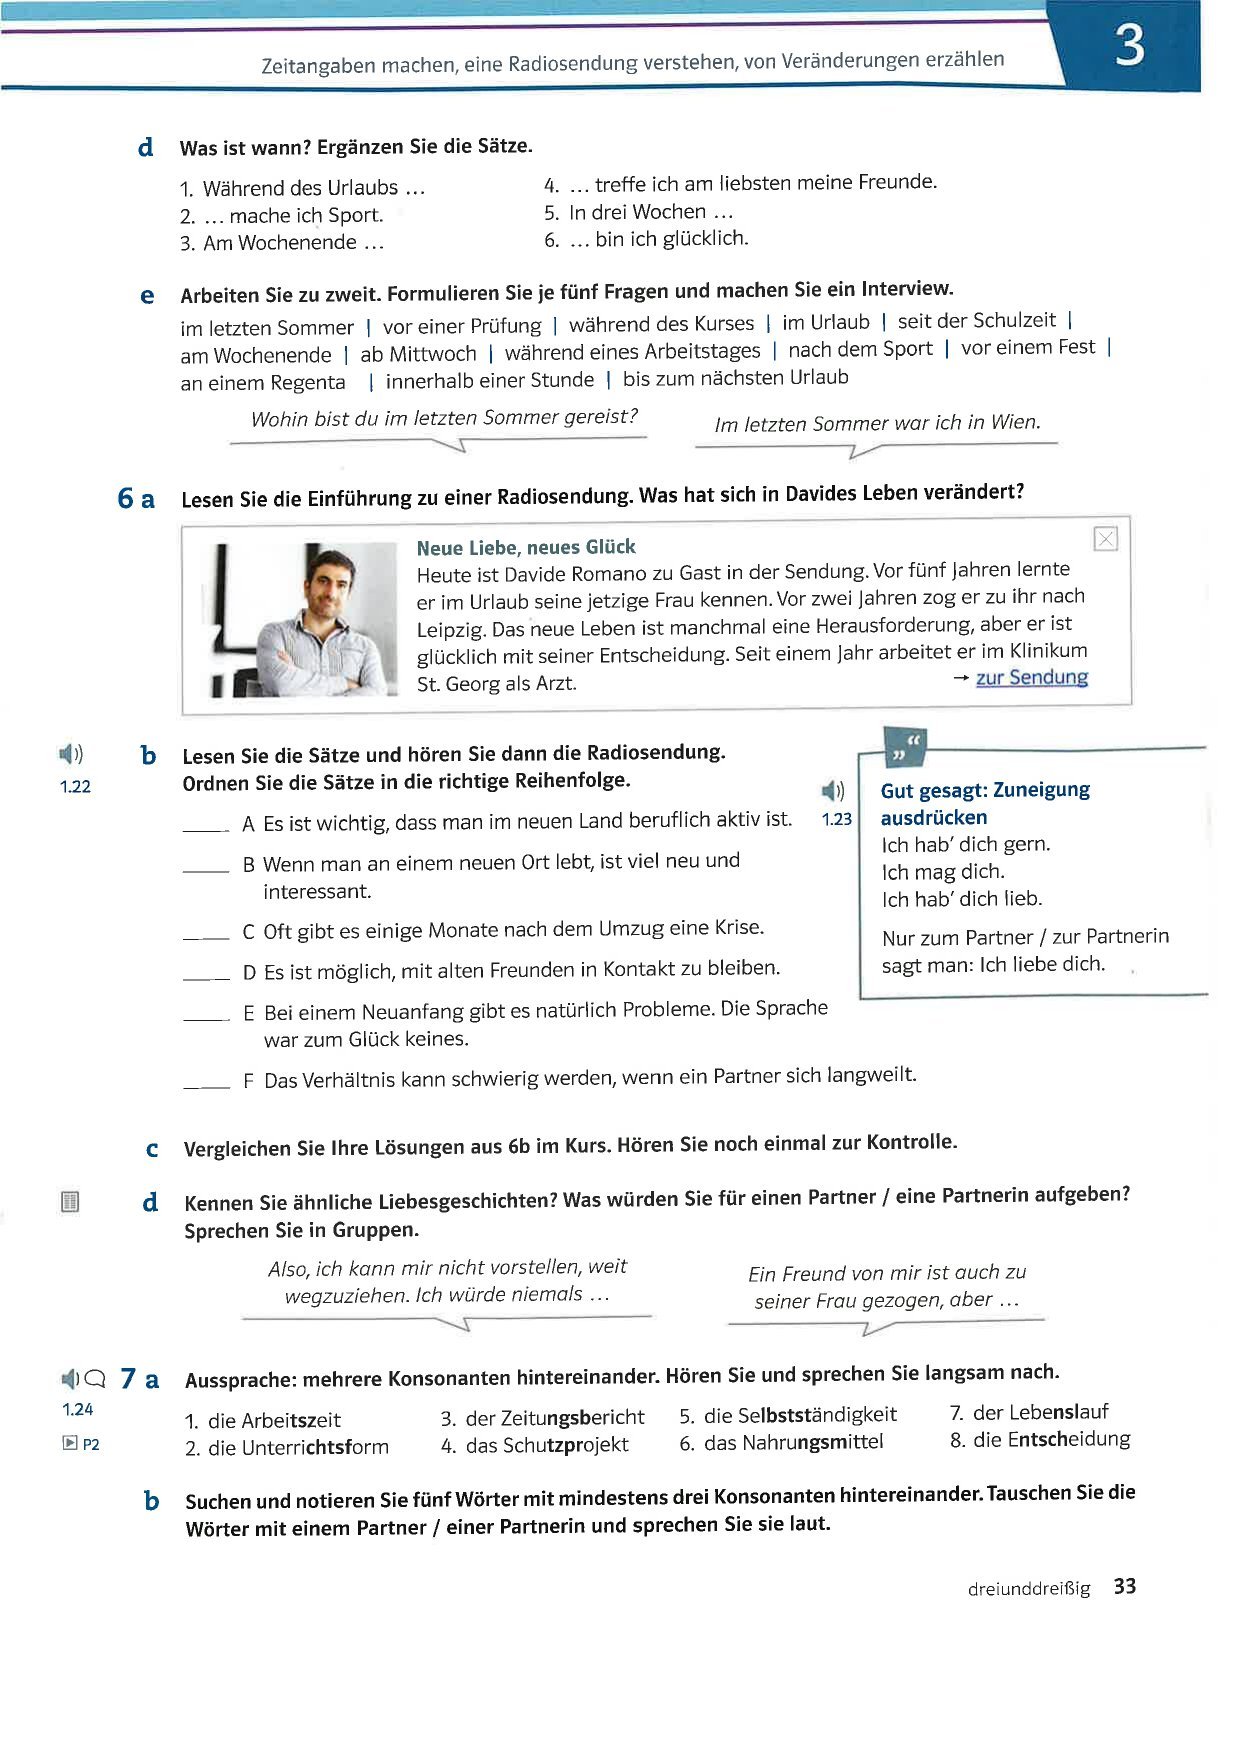 Zeitangaben machen, eine Radiosendung verstehen, von Veränderungen erzählen
3
d Was ist wann? Ergänzen Sie die Sätze.
1. Während des Urlaubs ...
2. ... mache ich Sport.
3. Am Wochenende ...
4. ... treffe ich am liebsten meine Freunde.
5. In drei Wochen ...
6. ... bin ich glücklich.
e Arbeiten Sie zu zweit. Formulieren Sie je fünf Fragen und machen Sie ein Interview.
im letzten Sommer | vor einer Prüfung | während des Kurses | im Urlaub | seit der Schulzeit |
am Wochenende | ab Mittwoch | während eines Arbeitstages | nach dem Sport | vor einem Fest |
an einem Regenta | innerhalb einer Stunde | bis zum nächsten Urlaub
Wohin bist du im letzten Sommer gereist?
Im letzten Sommer war ich in Wien.
6 a Lesen Sie die Einführung zu einer Radiosendung. Was hat sich in Davides Leben verändert?
Neue Liebe, neues Glück
Heute ist Davide Romano zu Gast in der Sendung. Vor fünf Jahren lernte
er im Urlaub seine jetzige Frau kennen. Vor zwei Jahren zog er zu ihr nach
Leipzig. Das neue Leben ist manchmal eine Herausforderung, aber er ist
glücklich mit seiner Entscheidung. Seit einem Jahr arbeitet er im Klinikum
St. Georg als Arzt. → zur Sendung
b Lesen Sie die Sätze und hören Sie dann die Radiosendung.
1.22 Ordnen Sie die Sätze in die richtige Reihenfolge.
____ A Es ist wichtig, dass man im neuen Land beruflich aktiv ist.
____ B Wenn man an einem neuen Ort lebt, ist viel neu und
interessant.
____ C Oft gibt es einige Monate nach dem Umzug eine Krise.
____ D Es ist möglich, mit alten Freunden in Kontakt zu bleiben.
____ E Bei einem Neuanfang gibt es natürlich Probleme. Die Sprache
war zum Glück keines.
____ F Das Verhältnis kann schwierig werden, wenn ein Partner sich langweilt.
„ “
Gut gesagt: Zuneigung
1.23 ausdrücken
Ich hab’ dich gern.
Ich mag dich.
Ich hab’ dich lieb.
Nur zum Partner / zur Partnerin
sagt man: Ich liebe dich.
c Vergleichen Sie Ihre Lösungen aus 6b im Kurs. Hören Sie noch einmal zur Kontrolle.
d Kennen Sie ähnliche Liebesgeschichten? Was würden Sie für einen Partner / eine Partnerin aufgeben?
Sprechen Sie in Gruppen.
Also, ich kann mir nicht vorstellen, weit
wegzuziehen. Ich würde niemals ...
Ein Freund von mir ist auch zu
seiner Frau gezogen, aber ...
7 a Aussprache: mehrere Konsonanten hintereinander. Hören Sie und sprechen Sie langsam nach.
1.24
P2
1. die Arbeitszeit
2. die Unterrichtsform
3. der Zeitungsbericht
4. das Schutzprojekt
5. die Selbstständigkeit
6. das Nahrungsmittel
7. der Lebenslauf
8. die Entscheidung
b Suchen und notieren Sie fünf Wörter mit mindestens drei Konsonanten hintereinander. Tauschen Sie die
Wörter mit einem Partner / einer Partnerin und sprechen Sie sie laut.
dreiunddreißig 33